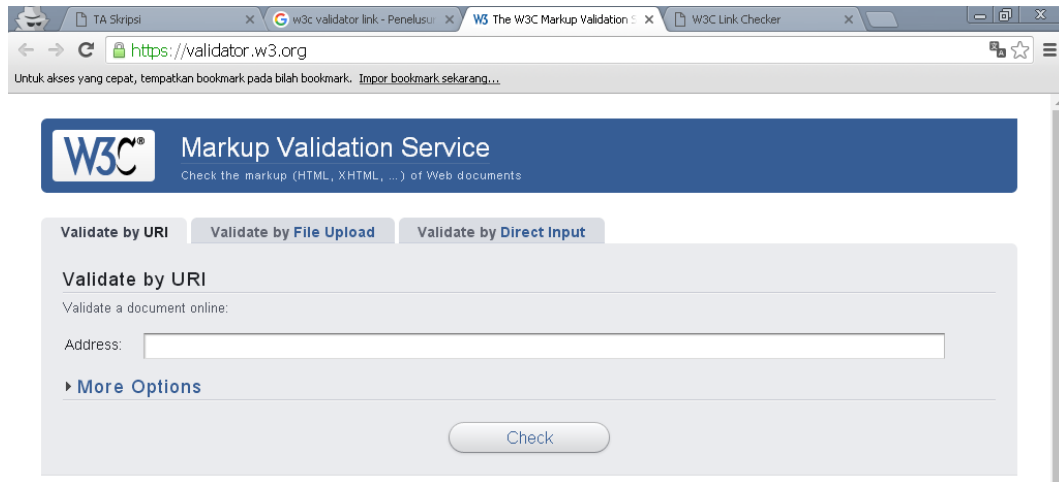 TA Skripsi
w3c validator link - Penelusur
W3 The W3C Markup Validation S
W3C Link Checker
https://validator.w3.org
Untuk akses yang cepat, tempatkan bookmark pada bilah bookmark. Impor bookmark sekarang...
W3C®
Markup Validation Service
Check the markup (HTML, XHTML, ...) of Web documents
Validate by URI
Validate by File Upload
Validate by Direct Input
Validate by URI
Validate a document online:
Address:
More Options
Check